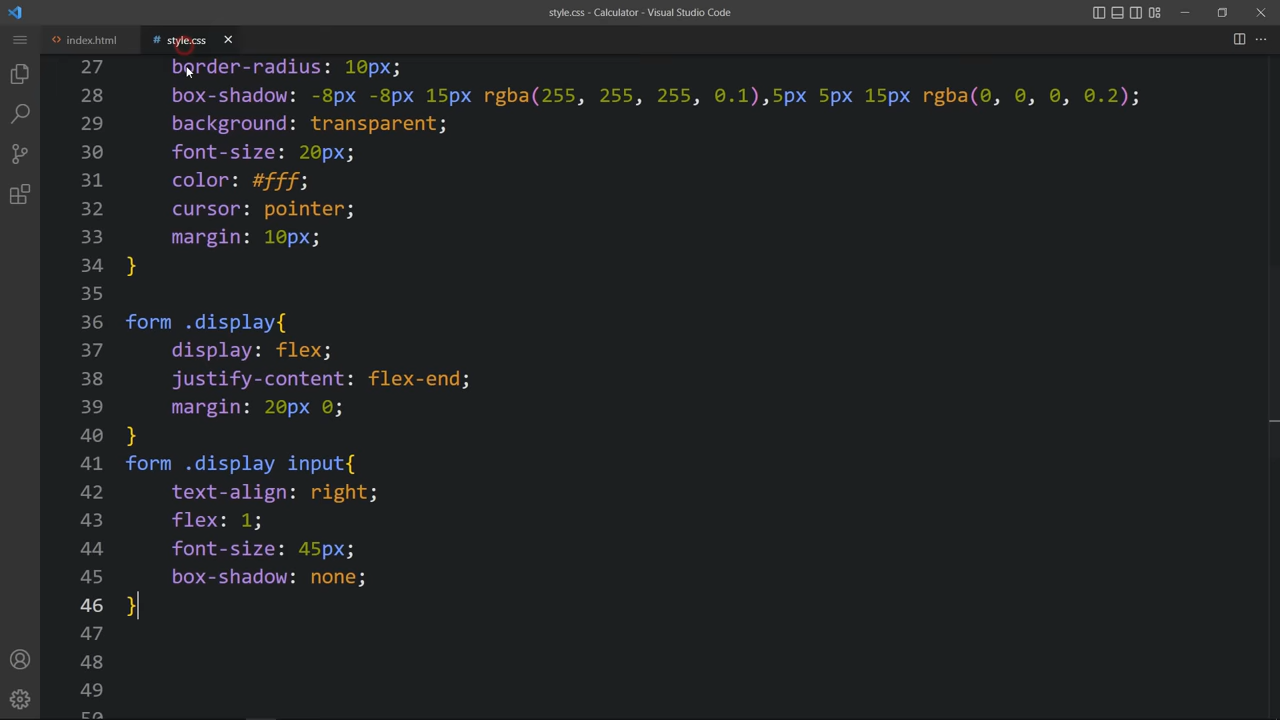 style.css - Calculator - Visual Studio Code
index.html
# style.css
27 border-radius: 10px;
28 box-shadow: -8px -8px 15px rgba(255, 255, 255, 0.1),5px 5px 15px rgba(0, 0, 0, 0.2);
29 background: transparent;
30 font-size: 20px;
31 color: #fff;
32 cursor: pointer;
33 margin: 10px;
34 }
35
36 form .display{
37 display: flex;
38 justify-content: flex-end;
39 margin: 20px 0;
40 }
41 form .display input{
42 text-align: right;
43 flex: 1;
44 font-size: 45px;
45 box-shadow: none;
46 }
47
48
49
50